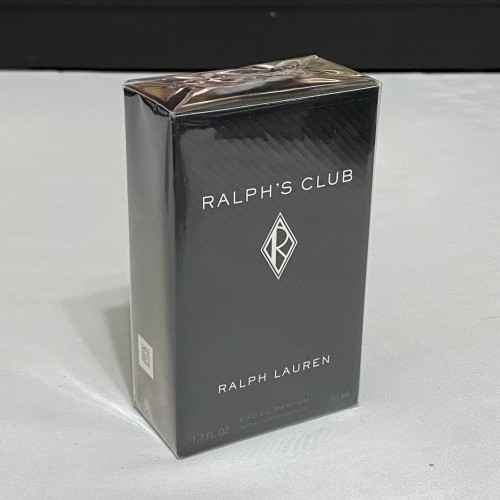 RALPH'S CLUB
R
RALPH LAUREN
EAU DE PARFUM
1.7 FL. OZ. 50 ml